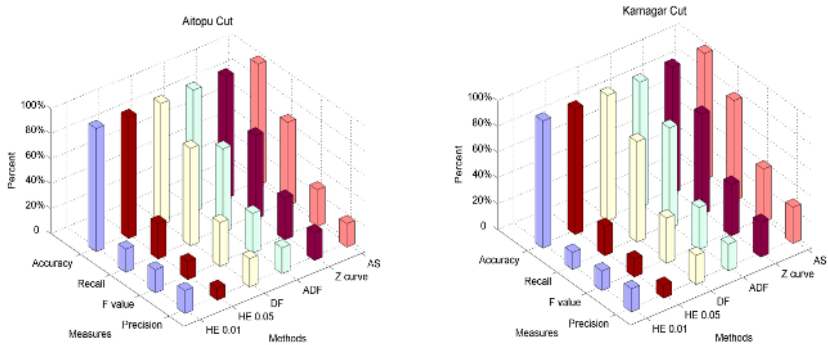 Aitopu Cut
100%
80%
60%
40%
20%
0
Percent
Accuracy
Recall
F value
Precision
Measures
HE 0.01
HE 0.05
DF
ADF
Z curve
AS
Methods
Karnagar Cut
100%
80%
60%
40%
20%
0
Percent
Accuracy
Recall
F value
Precision
Measures
HE 0.01
HE 0.05
DF
ADF
Z curve
AS
Methods